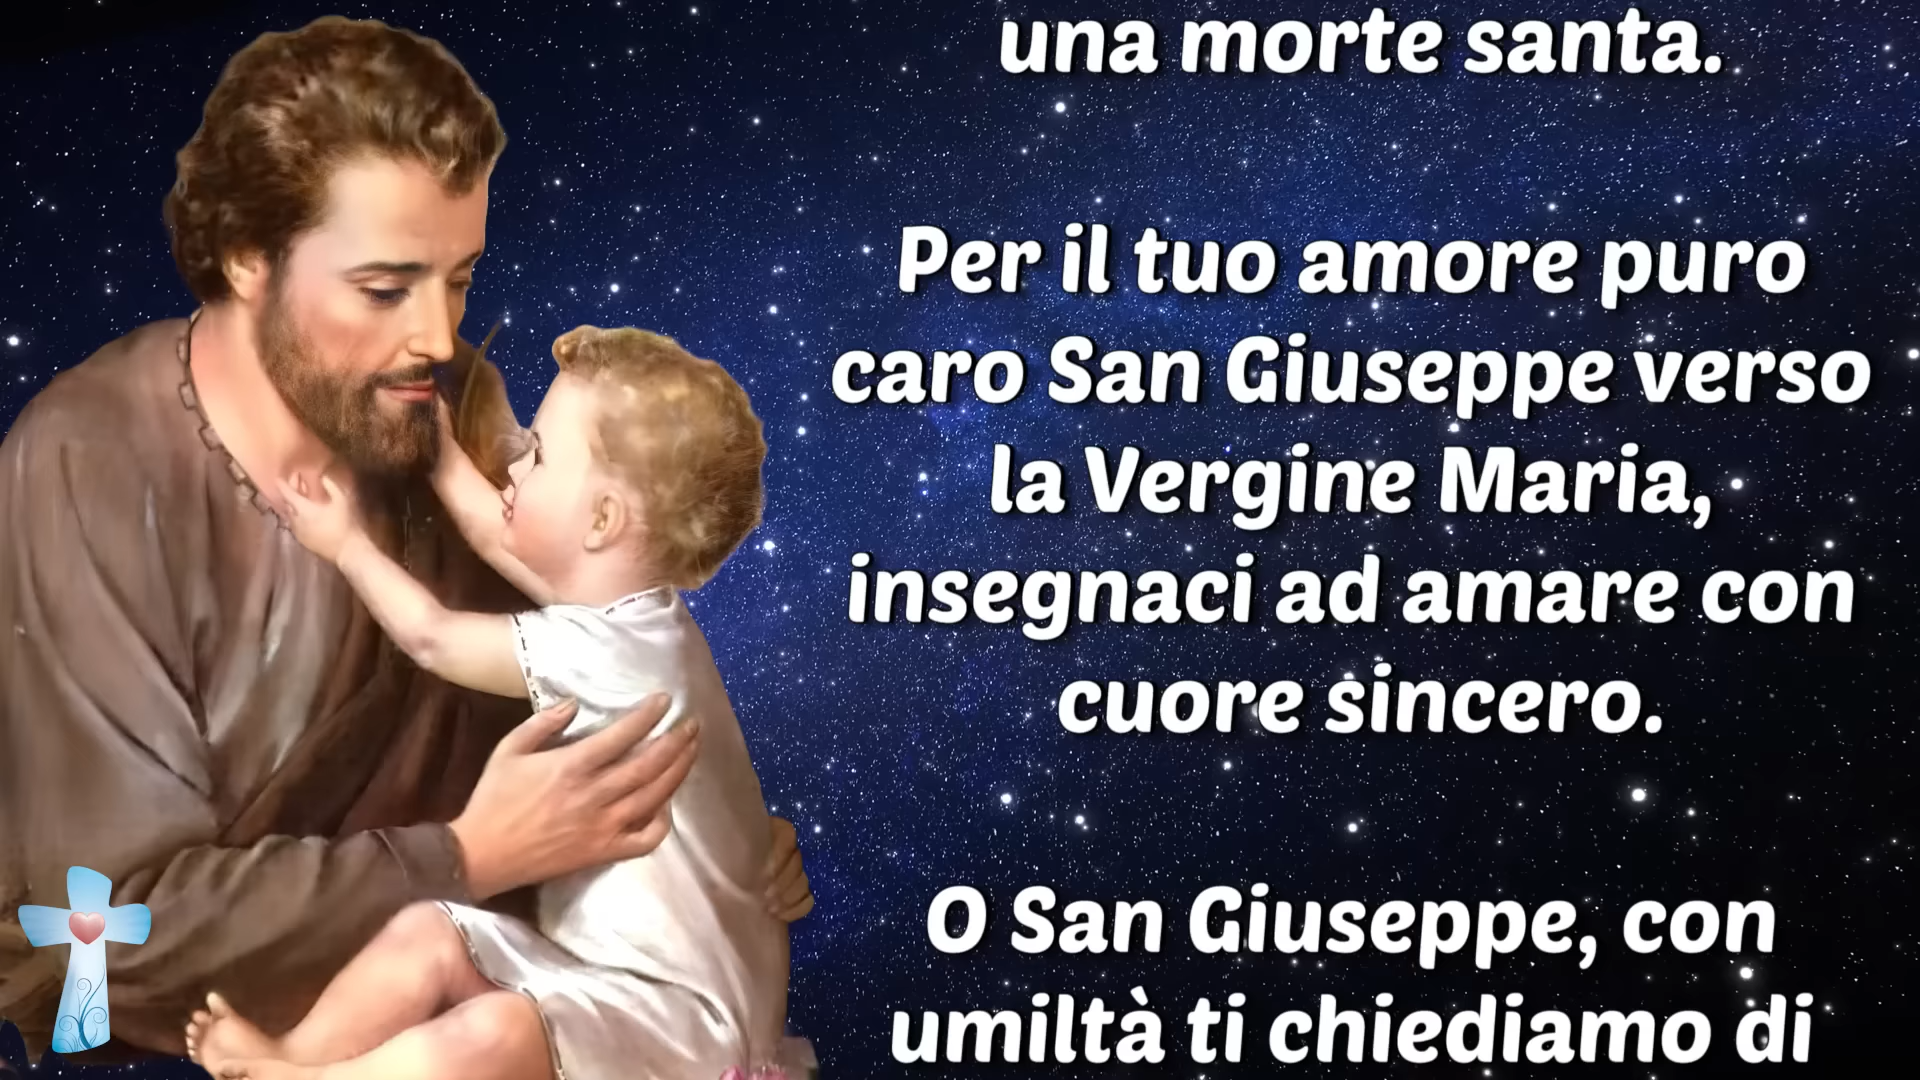 una morte santa.
Per il tuo amore puro
caro San Giuseppe verso
la Vergine Maria,
insegnaci ad amare con
cuore sincero.
O San Giuseppe, con
umiltà ti chiediamo di